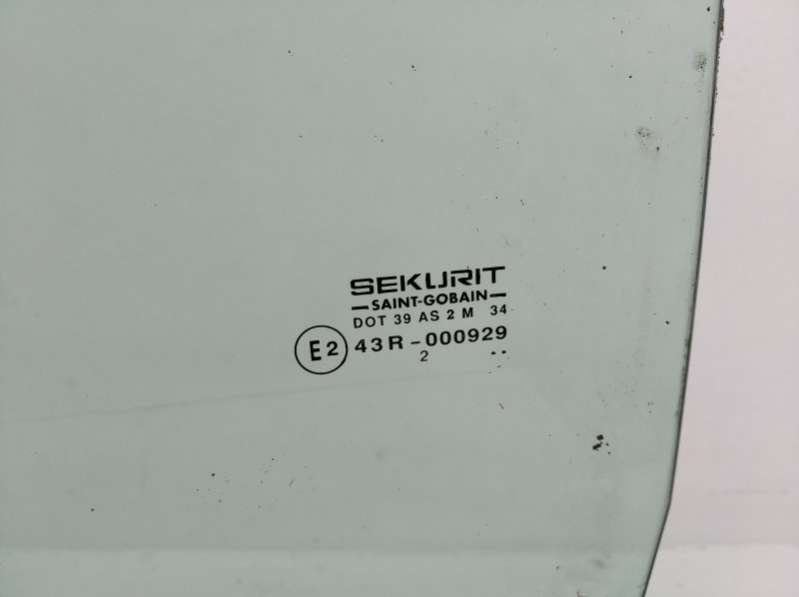 SEKURIT
SAINT-GOBAIN
DOT 39 AS 2 M 34
E2 43R-000929
2 ..